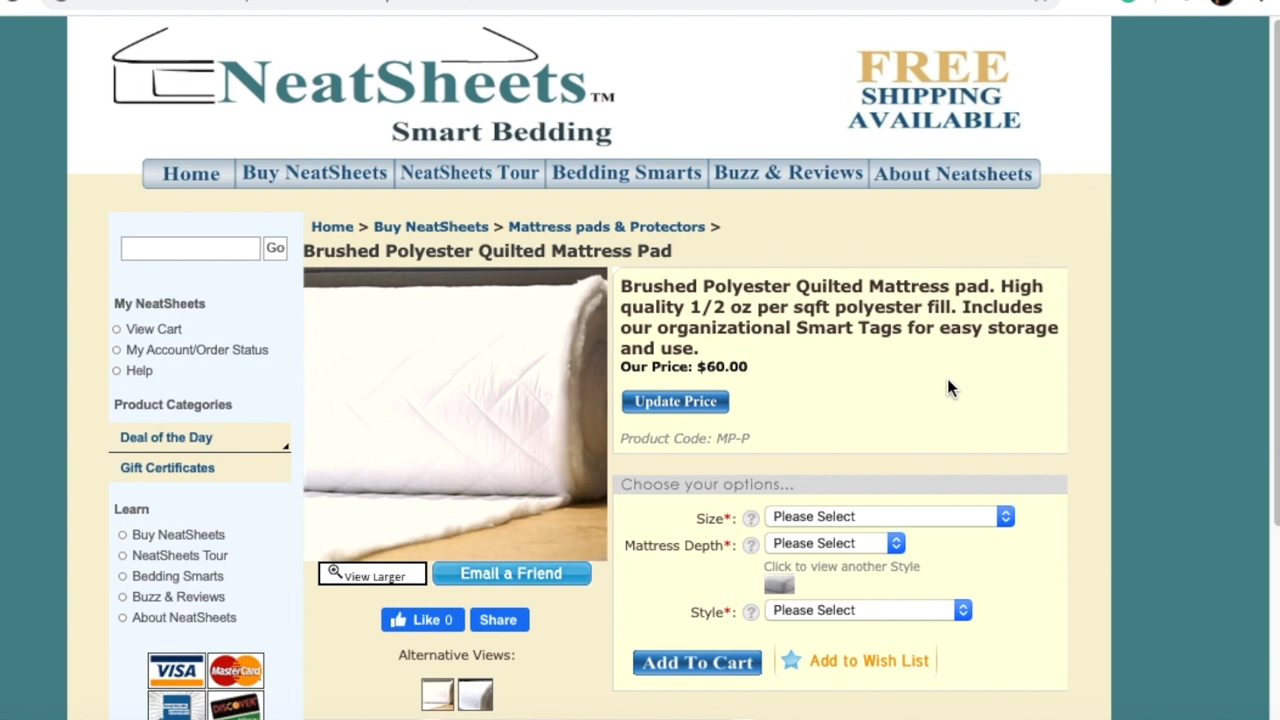 NeatSheets TM
Smart Bedding
FREE
SHIPPING
AVAILABLE
Home
Buy NeatSheets
NeatSheets Tour
Bedding Smarts
Buzz & Reviews
About Neatsheets
Go
My NeatSheets
View Cart
My Account/Order Status
Help
Product Categories
Deal of the Day
Gift Certificates
Learn
Buy NeatSheets
NeatSheets Tour
Bedding Smarts
Buzz & Reviews
About NeatSheets
VISA
MasterCard
DISCOVER
Home > Buy NeatSheets > Mattress pads & Protectors >
Brushed Polyester Quilted Mattress Pad
View Larger
Email a Friend
Like 0
Share
Alternative Views:
Brushed Polyester Quilted Mattress pad. High
quality 1/2 oz per sqft polyester fill. Includes
our organizational Smart Tags for easy storage
and use.
Our Price: $60.00
Update Price
Product Code: MP-P
Choose your options...
Size*: ? Please Select
Mattress Depth*: ? Please Select
Click to view another Style
Style*: ? Please Select
Add To Cart
Add to Wish List